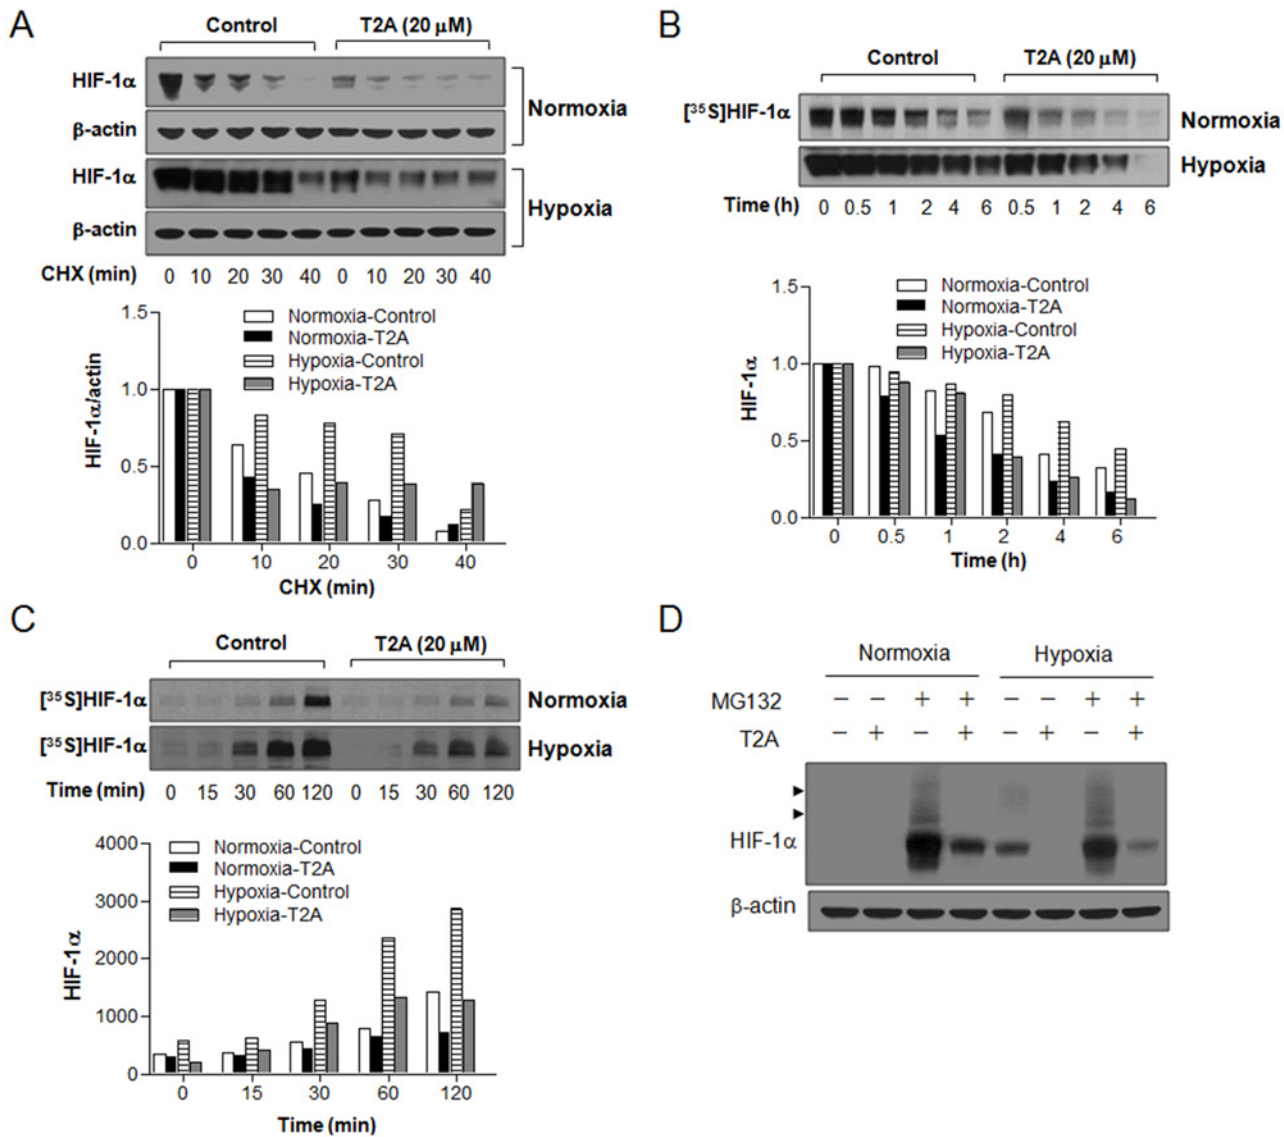 A
Control T2A (20 μM)
HIF-1α
β-actin
Normoxia
HIF-1α
β-actin
Hypoxia
CHX (min) 0 10 20 30 40 0 10 20 30 40
1.5
1.0
0.5
0.0
HIF-1α/actin
Normoxia-Control
Normoxia-T2A
Hypoxia-Control
Hypoxia-T2A
0 10 20 30 40
CHX (min)
B
Control T2A (20 μM)
[35S]HIF-1α Normoxia
Hypoxia
Time (h) 0 0.5 1 2 4 6 0.5 1 2 4 6
1.5
1.0
0.5
0.0
HIF-1α
Normoxia-Control
Normoxia-T2A
Hypoxia-Control
Hypoxia-T2A
0 0.5 1 2 4 6
Time (h)
C
Control T2A (20 μM)
[35S]HIF-1α Normoxia
[35S]HIF-1α Hypoxia
Time (min) 0 15 30 60 120 0 15 30 60 120
4000
3000
2000
1000
0
HIF-1α
Normoxia-Control
Normoxia-T2A
Hypoxia-Control
Hypoxia-T2A
0 15 30 60 120
Time (min)
D
Normoxia Hypoxia
MG132 − − + + − − + +
T2A − + − + − + − +
HIF-1α
β-actin